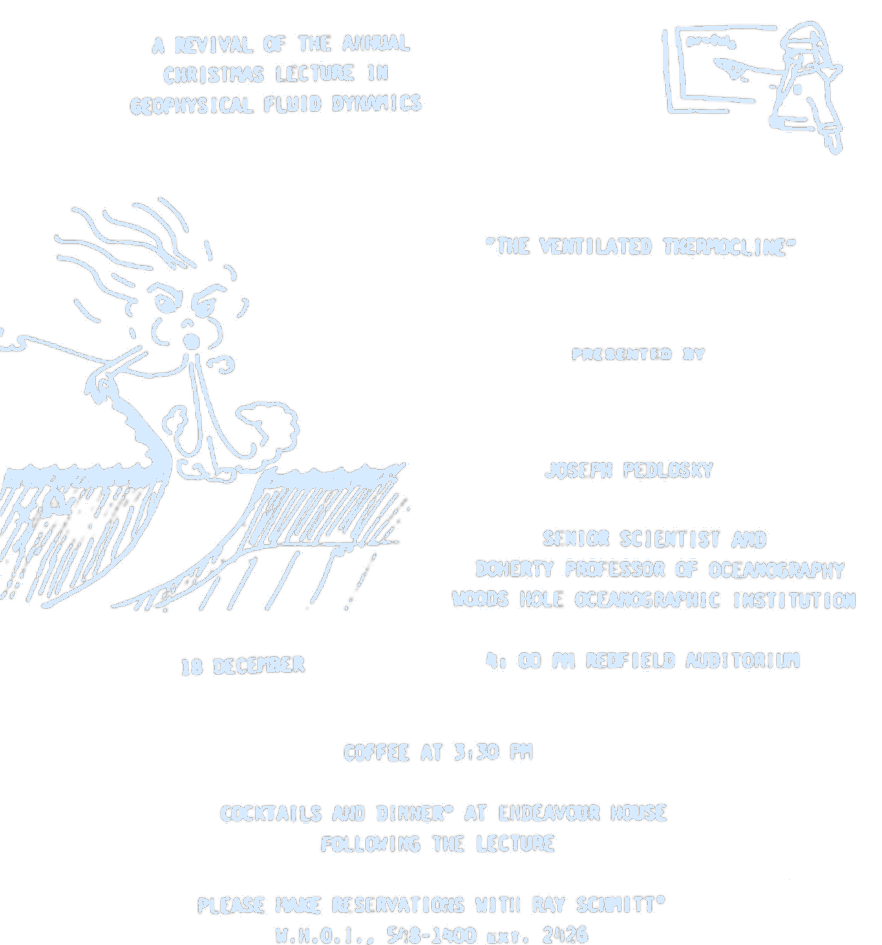 A REVIVAL OF THE ANNUAL
CHRISTMAS LECTURE IN
GEOPHYSICAL FLUID DYNAMICS
"THE VENTILATED THERMOCLINE"
PRESENTED BY
JOSEPH PEDLOSKY
SENIOR SCIENTIST AND
DOHERTY PROFESSOR OF OCEANOGRAPHY
WOODS HOLE OCEANOGRAPHIC INSTITUTION
18 DECEMBER
4:00 PM REDFIELD AUDITORIUM
COFFEE AT 3:30 PM
COCKTAILS AND DINNER* AT ENDEAVOUR HOUSE
FOLLOWING THE LECTURE
PLEASE MAKE RESERVATIONS WITH RAY SCHMITT*
W.H.O.I., 548-1400 EXT. 2426